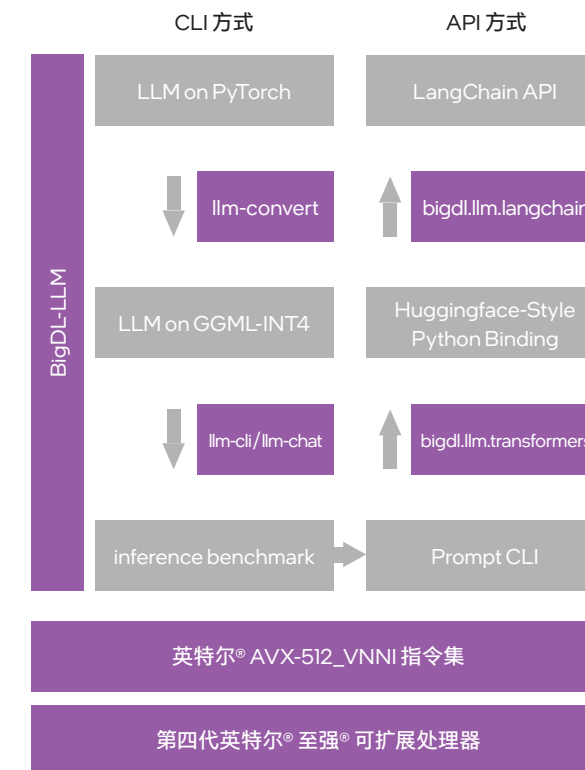 CLI 方式
API 方式
BigDL-LLM
LLM on PyTorch
LangChain API
llm-convert
bigdl.llm.langchain
LLM on GGML-INT4
Huggingface-Style
Python Binding
llm-cli/llm-chat
bigdl.llm.transformers
inference benchmark
Prompt CLI
英特尔® AVX-512_VNNI 指令集
第四代英特尔® 至强® 可扩展处理器